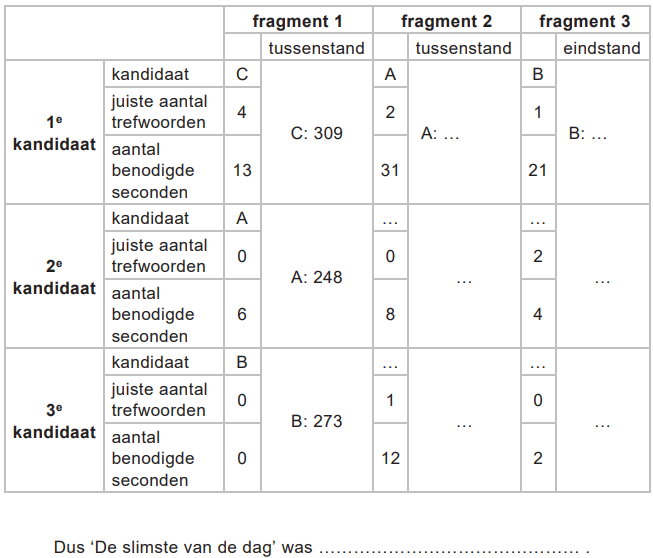 fragment 1 fragment 2 fragment 3
tussenstand tussenstand eindstand
1e kandidaat
kandidaat C A B
juiste aantal trefwoorden 4 2 1
aantal benodigde seconden 13 31 21
C: 309 A: … B: …
2e kandidaat
kandidaat A … …
juiste aantal trefwoorden 0 0 2
aantal benodigde seconden 6 8 4
A: 248 … …
3e kandidaat
kandidaat B … …
juiste aantal trefwoorden 0 1 0
aantal benodigde seconden 0 12 2
B: 273 … …
Dus ‘De slimste van de dag’ was ………………………………………… .